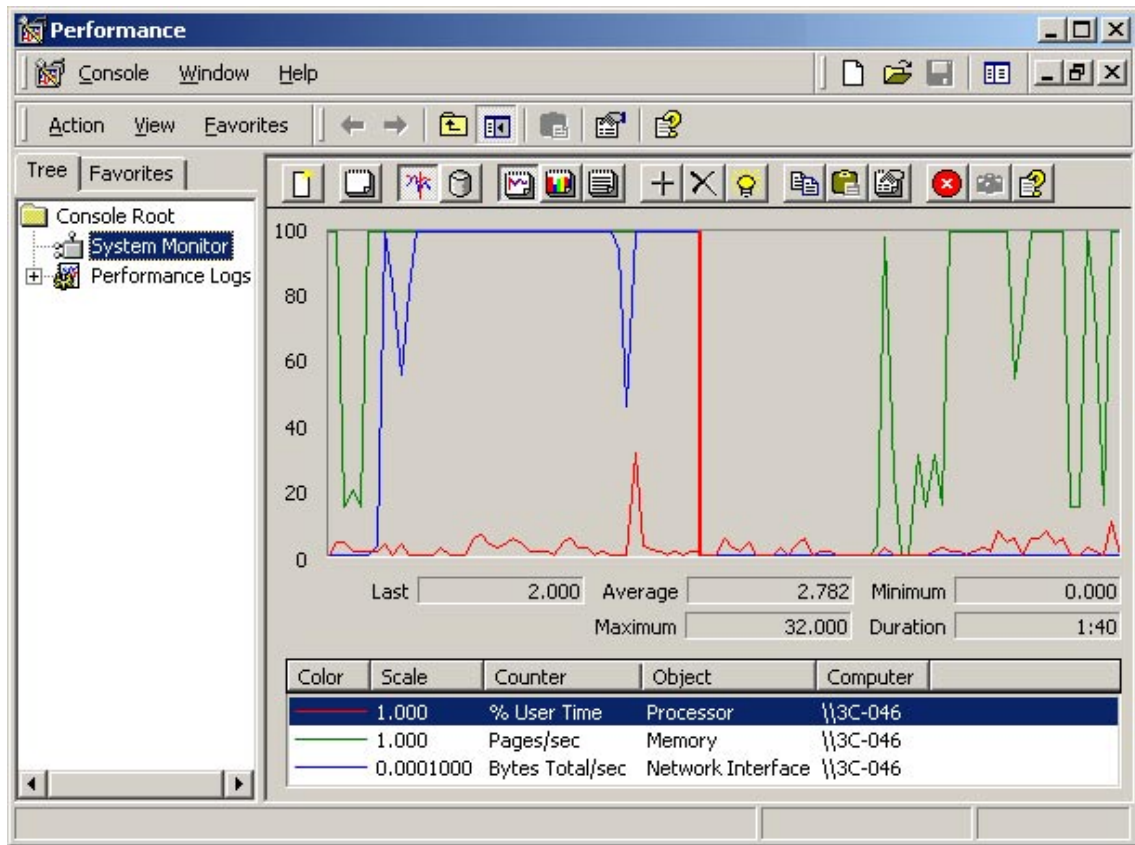 Performance
Console Window Help
Action View Favorites
Tree Favorites
Console Root
System Monitor
Performance Logs
100
80
60
40
20
0
Last 2.000 Average 2.782 Minimum 0.000
Maximum 32.000 Duration 1:40
Color Scale Counter Object Computer
1.000 % User Time Processor \\3C-046
1.000 Pages/sec Memory \\3C-046
0.0001000 Bytes Total/sec Network Interface \\3C-046